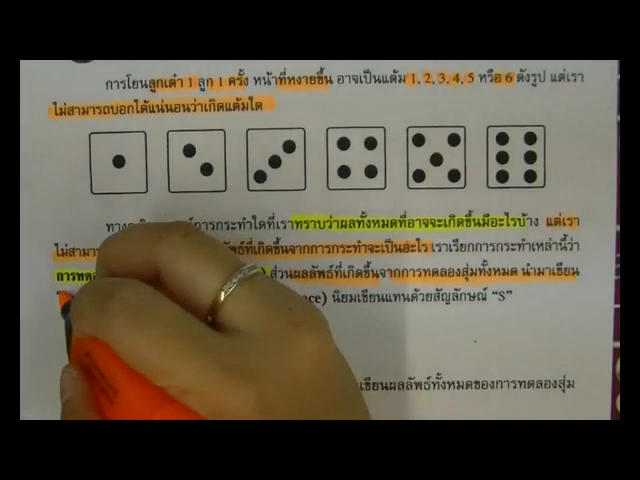 การโยนลูกเต๋า 1 ลูก 1 ครั้ง หน้าที่หงายขึ้น อาจเป็นแต้ม 1, 2, 3, 4, 5 หรือ 6 ดังรูป แต่เรา
ไม่สามารถบอกได้แน่นอนว่าเกิดแต้มใด
การกระทำใดที่เราทราบว่าผลทั้งหมดที่อาจจะเกิดขึ้นมีอะไรบ้าง แต่เรา
ที่เกิดขึ้นจากการกระทำจะเป็นอะไร เราเรียกการกระทำเหล่านี้ว่า
ส่วนผลลัพธ์ที่เกิดขึ้นจากการทดลองสุ่มทั้งหมด นำมาเขียน
นิยมเขียนแทนด้วยสัญลักษณ์ “S”
เขียนผลลัพธ์ทั้งหมดของการทดลองสุ่ม